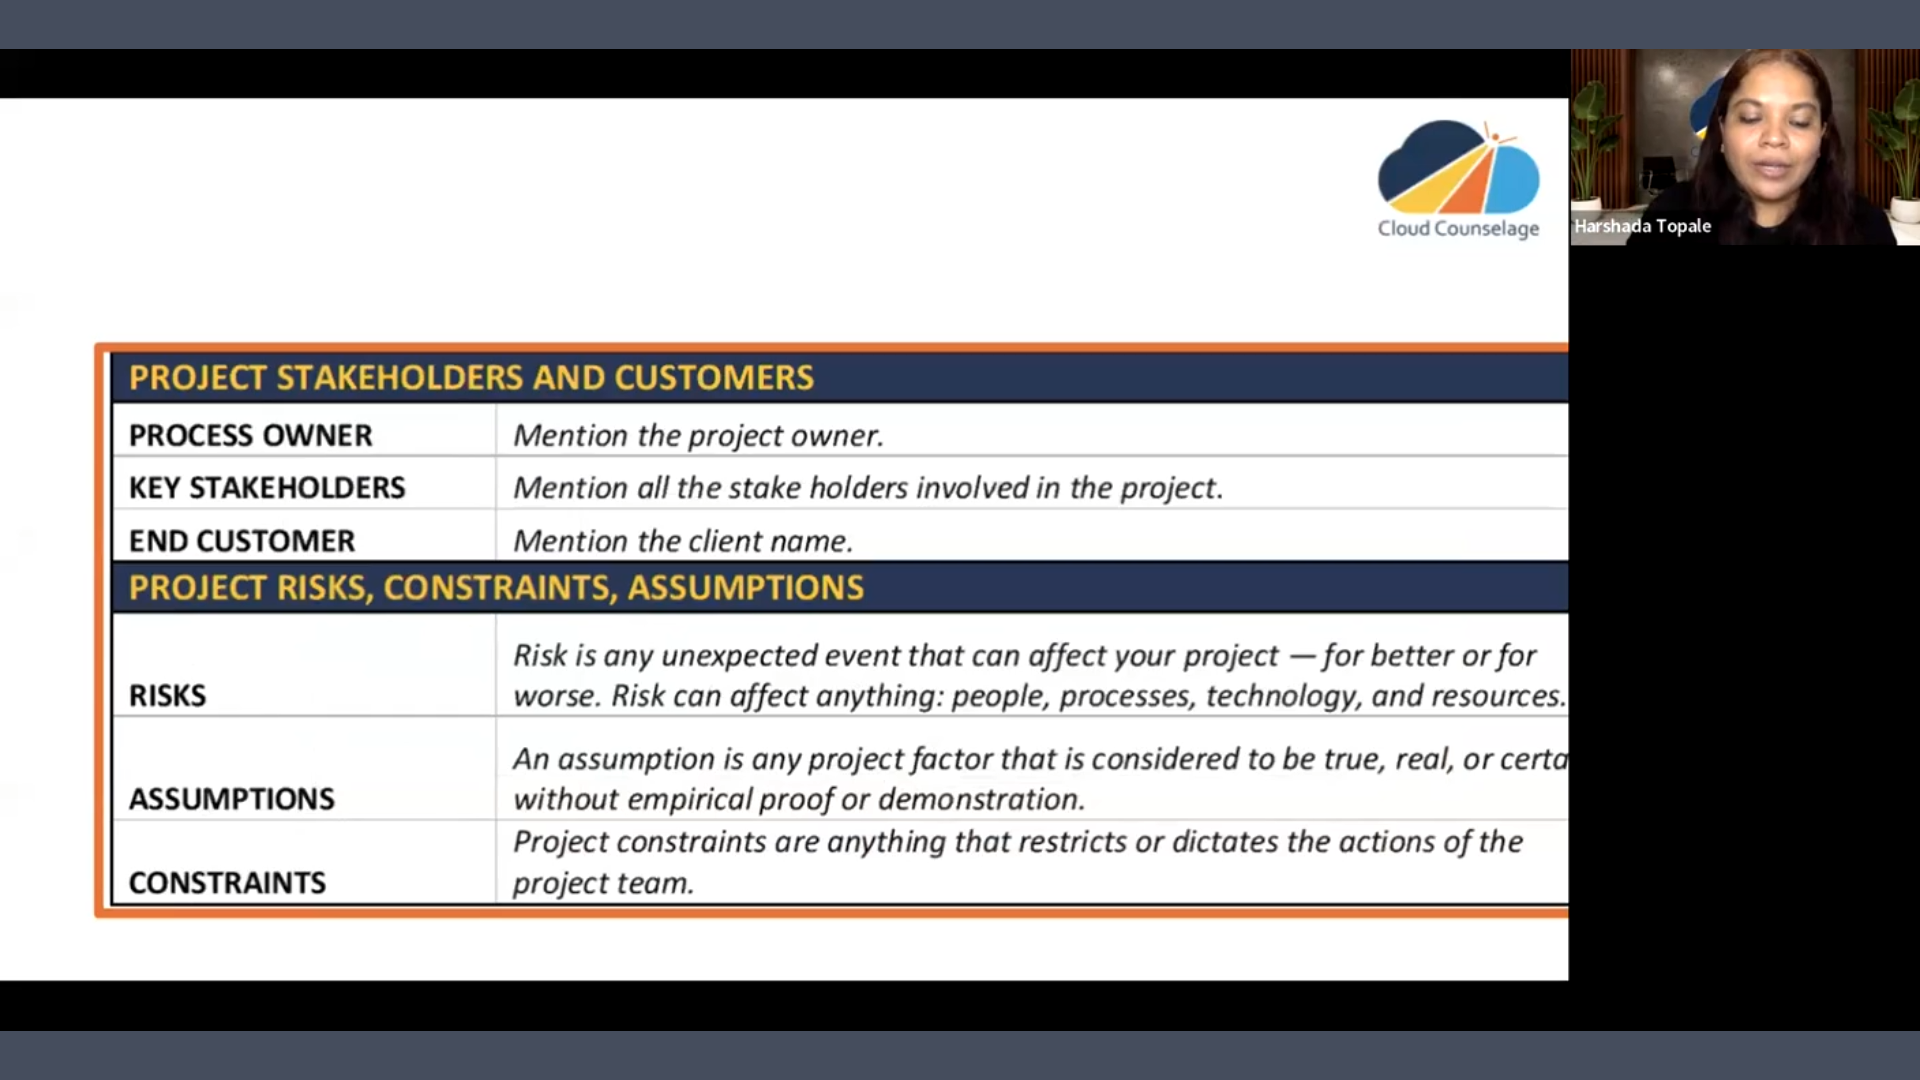 Cloud Counselage
Harshada Topale
PROJECT STAKEHOLDERS AND CUSTOMERS
PROCESS OWNER
Mention the project owner.
KEY STAKEHOLDERS
Mention all the stake holders involved in the project.
END CUSTOMER
Mention the client name.
PROJECT RISKS, CONSTRAINTS, ASSUMPTIONS
RISKS
Risk is any unexpected event that can affect your project — for better or for
worse. Risk can affect anything: people, processes, technology, and resources.
ASSUMPTIONS
An assumption is any project factor that is considered to be true, real, or certa
without empirical proof or demonstration.
CONSTRAINTS
Project constraints are anything that restricts or dictates the actions of the
project team.